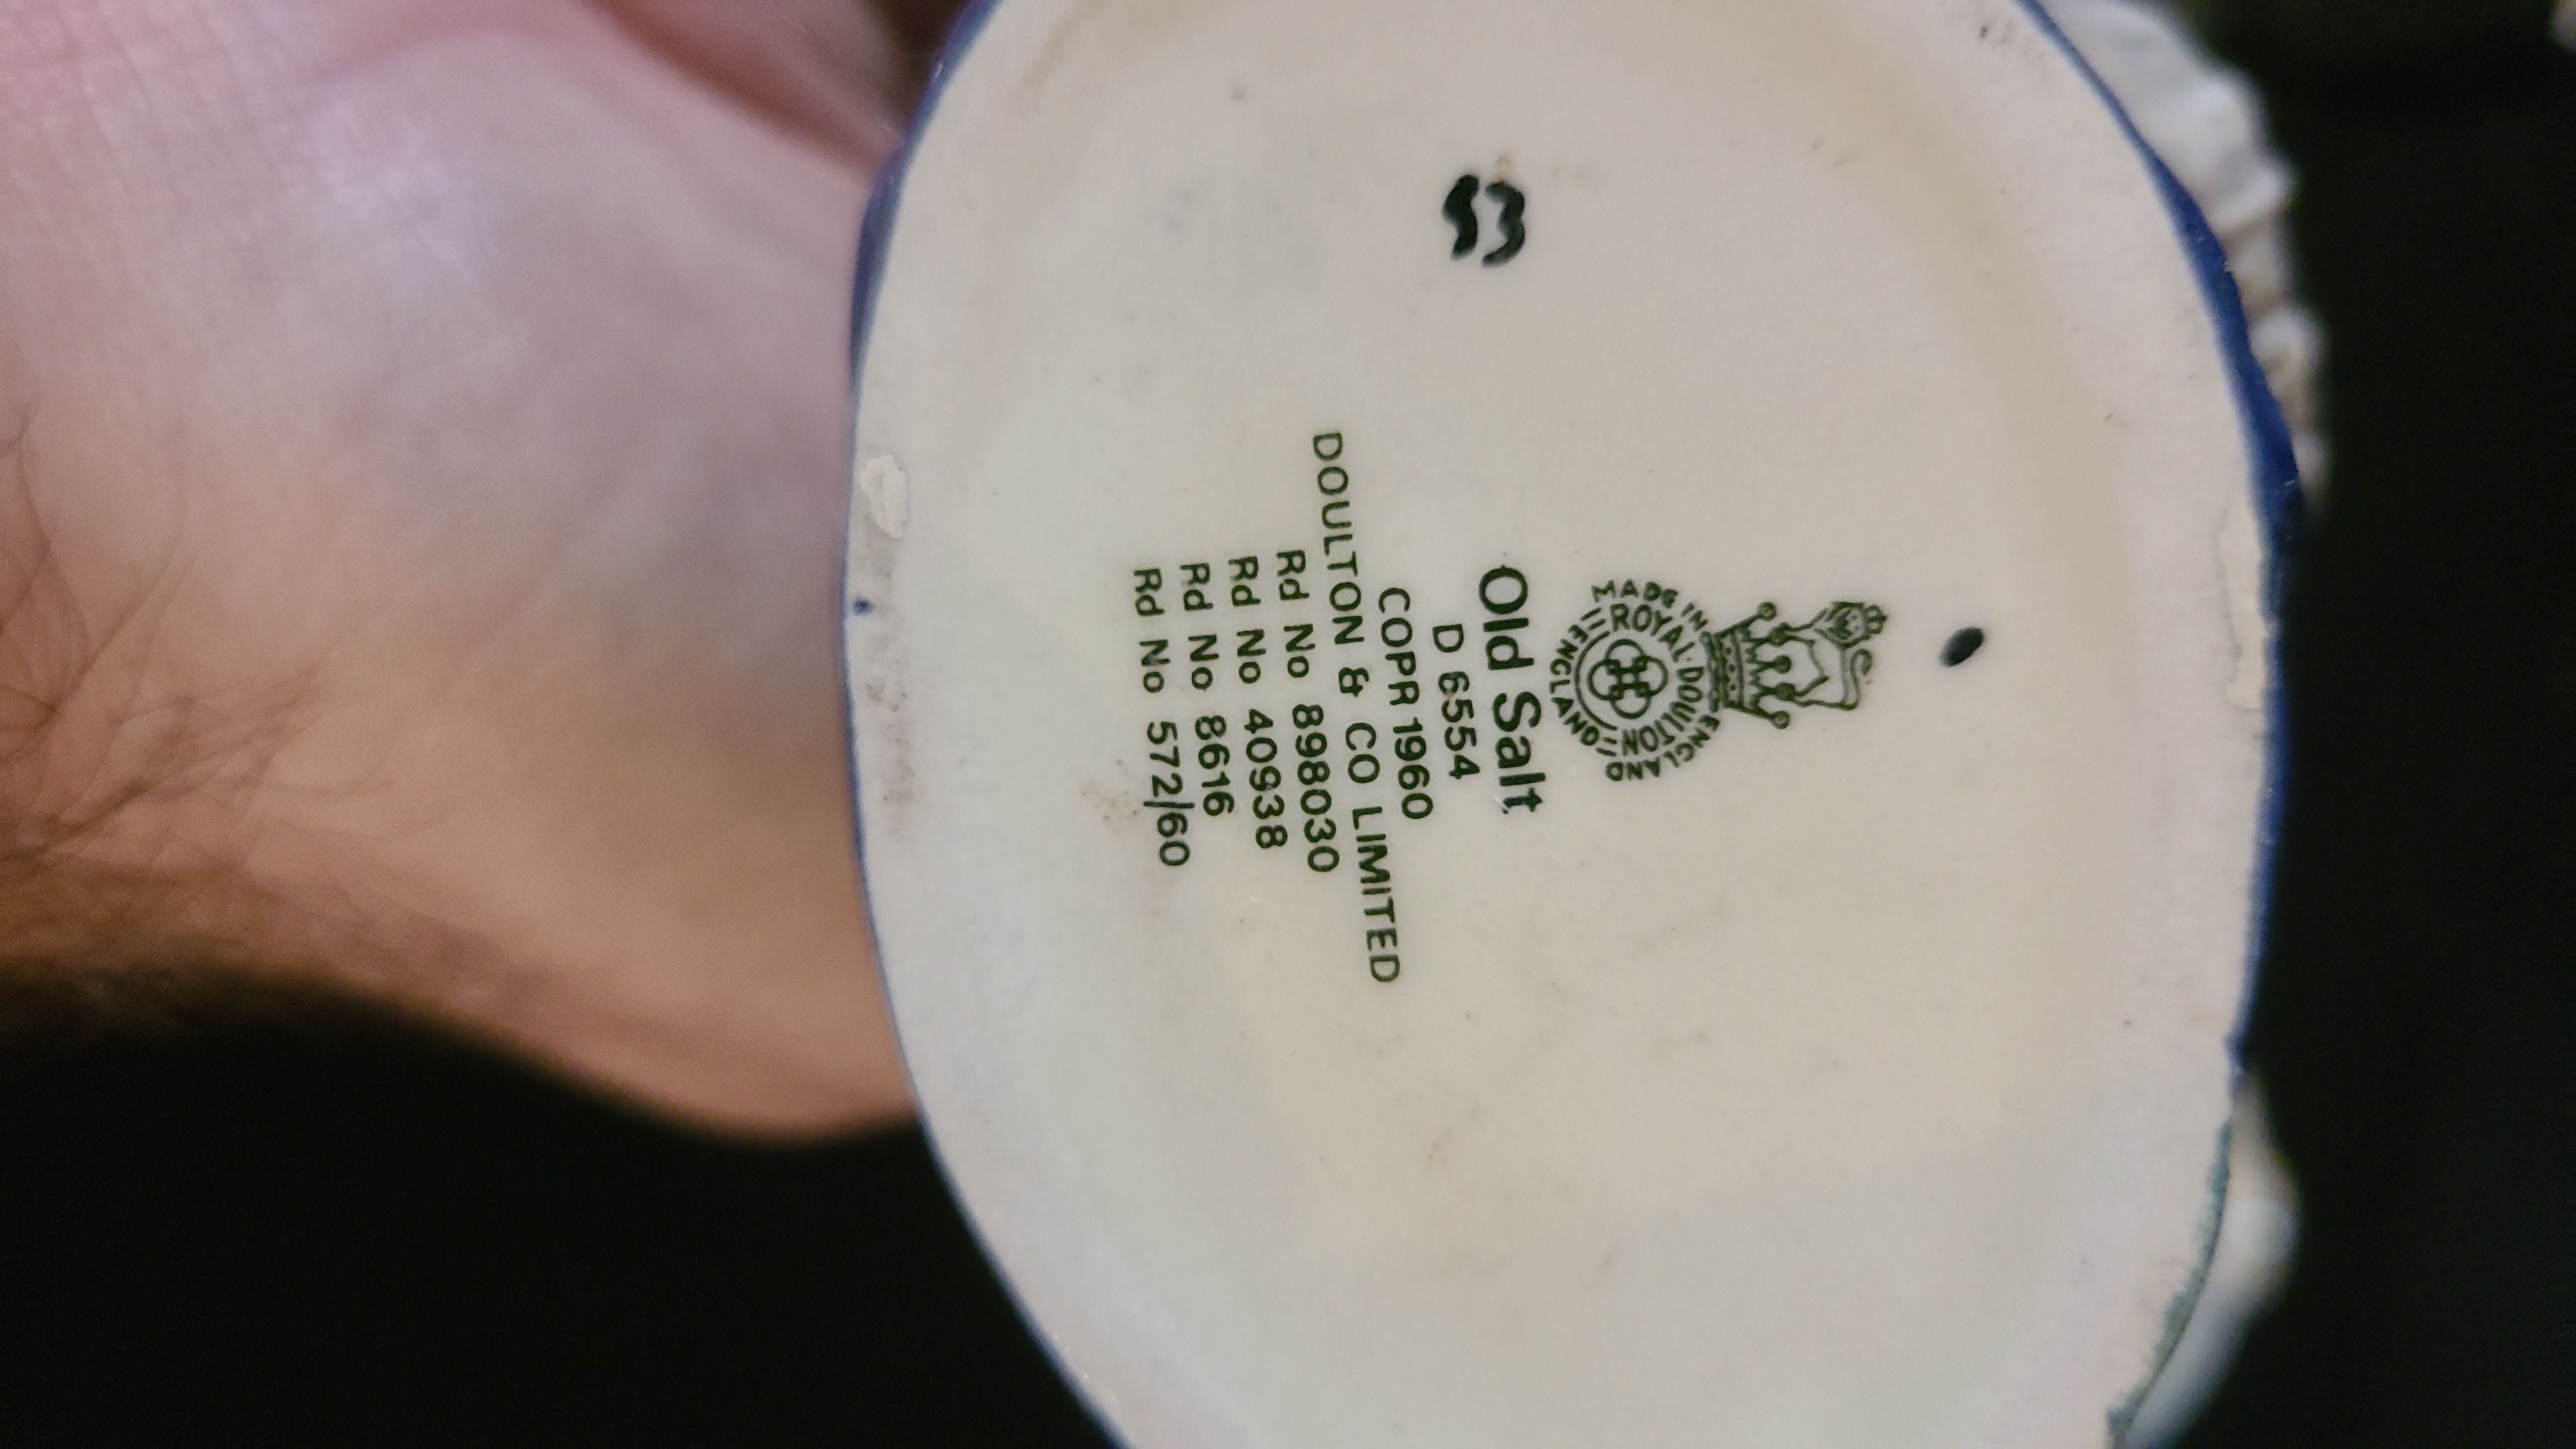 53
MADE IN ENGLAND
ROYAL DOULTON
ENGLAND
Old Salt
D 6554
COPR 1960
DOULTON & CO LIMITED
Rd No 898030
Rd No 40938
Rd No 8616
Rd No 572/60